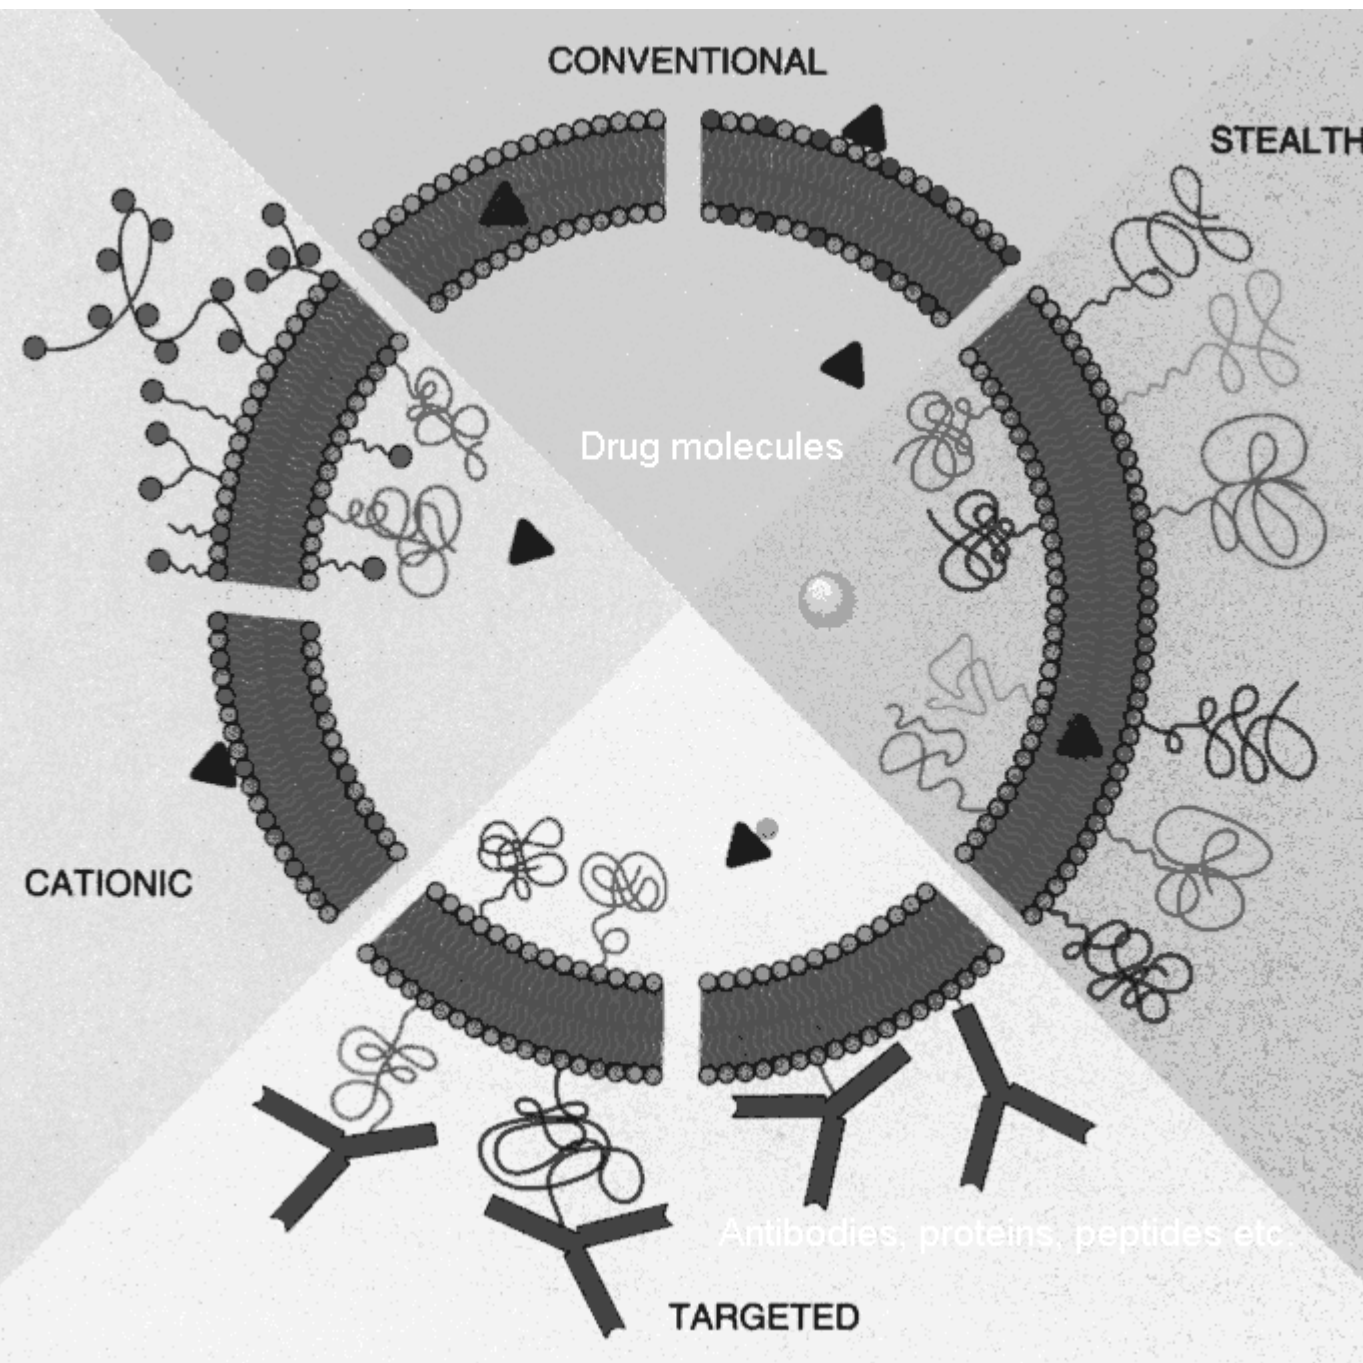 CONVENTIONAL
STEALTH
Drug molecules
CATIONIC
Antibodies, proteins, peptides etc.
TARGETED